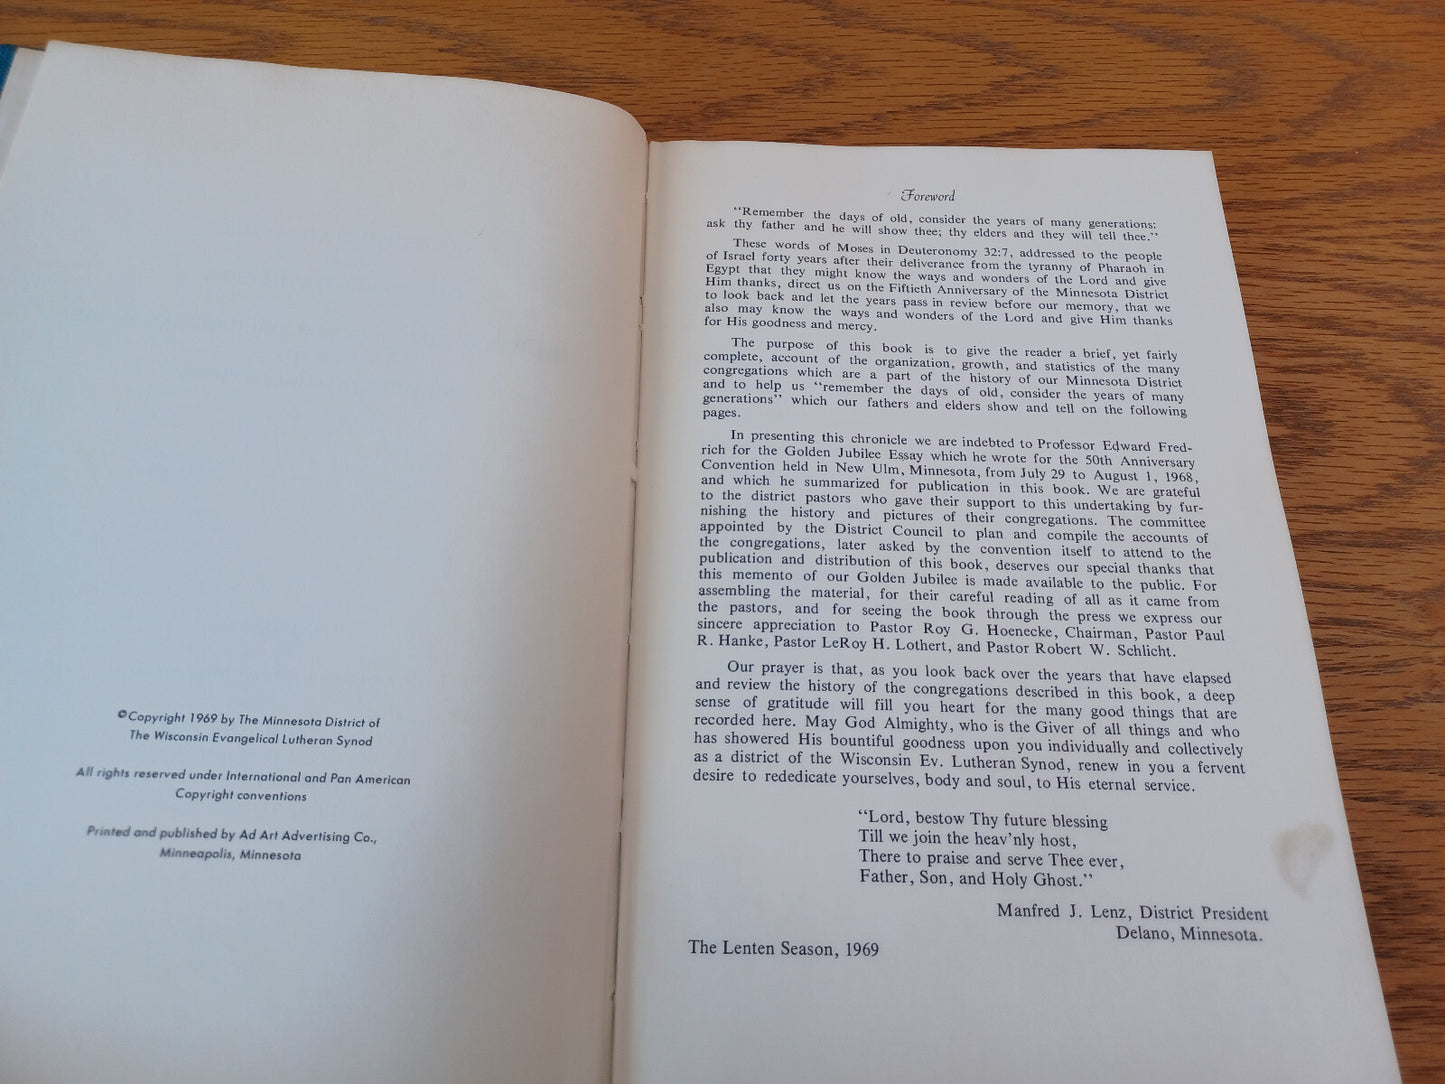 ©Copyright 1969 by The Minnesota District of
The Wisconsin Evangelical Lutheran Synod
All rights reserved under International and Pan American
Copyright conventions
Printed and published by Ad Art Advertising Co.,
Minneapolis, Minnesota
Foreword
"Remember the days of old, consider the years of many generations:
ask thy father and he will show thee; thy elders and they will tell thee."
These words of Moses in Deuteronomy 32:7, addressed to the people
of Israel forty years after their deliverance from the tyranny of Pharaoh in
Egypt that they might know the ways and wonders of the Lord and give
Him thanks, direct us on the Fiftieth Anniversary of the Minnesota District
to look back and let the years pass in review before our memory, that we
also may know the ways and wonders of the Lord and give Him thanks
for His goodness and mercy.
The purpose of this book is to give the reader a brief, yet fairly
complete, account of the organization, growth, and statistics of the many
congregations which are a part of the history of our Minnesota District
and to help us "remember the days of old, consider the years of many
generations" which our fathers and elders show and tell on the following
pages.
In presenting this chronicle we are indebted to Professor Edward Fred-
rich for the Golden Jubilee Essay which he wrote for the 50th Anniversary
Convention held in New Ulm, Minnesota, from July 29 to August 1, 1968,
and which he summarized for publication in this book. We are grateful
to the district pastors who gave their support to this undertaking by fur-
nishing the history and pictures of their congregations. The committee
appointed by the District Council to plan and compile the accounts of
the congregations, later asked by the convention itself to attend to the
publication and distribution of this book, deserves our special thanks that
this memento of our Golden Jubilee is made available to the public. For
assembling the material, for their careful reading of all as it came from
the pastors, and for seeing the book through the press we express our
sincere appreciation to Pastor Roy G. Hoenecke, Chairman, Pastor Paul
R. Hanke, Pastor LeRoy H. Lothert, and Pastor Robert W. Schlicht.
Our prayer is that, as you look back over the years that have elapsed
and review the history of the congregations described in this book, a deep
sense of gratitude will fill you heart for the many good things that are
recorded here. May God Almighty, who is the Giver of all things and who
has showered His bountiful goodness upon you individually and collectively
as a district of the Wisconsin Ev. Lutheran Synod, renew in you a fervent
desire to rededicate yourselves, body and soul, to His eternal service.
"Lord, bestow Thy future blessing
Till we join the heav'nly host,
There to praise and serve Thee ever,
Father, Son, and Holy Ghost."
Manfred J. Lenz, District President
Delano, Minnesota.
The Lenten Season, 1969